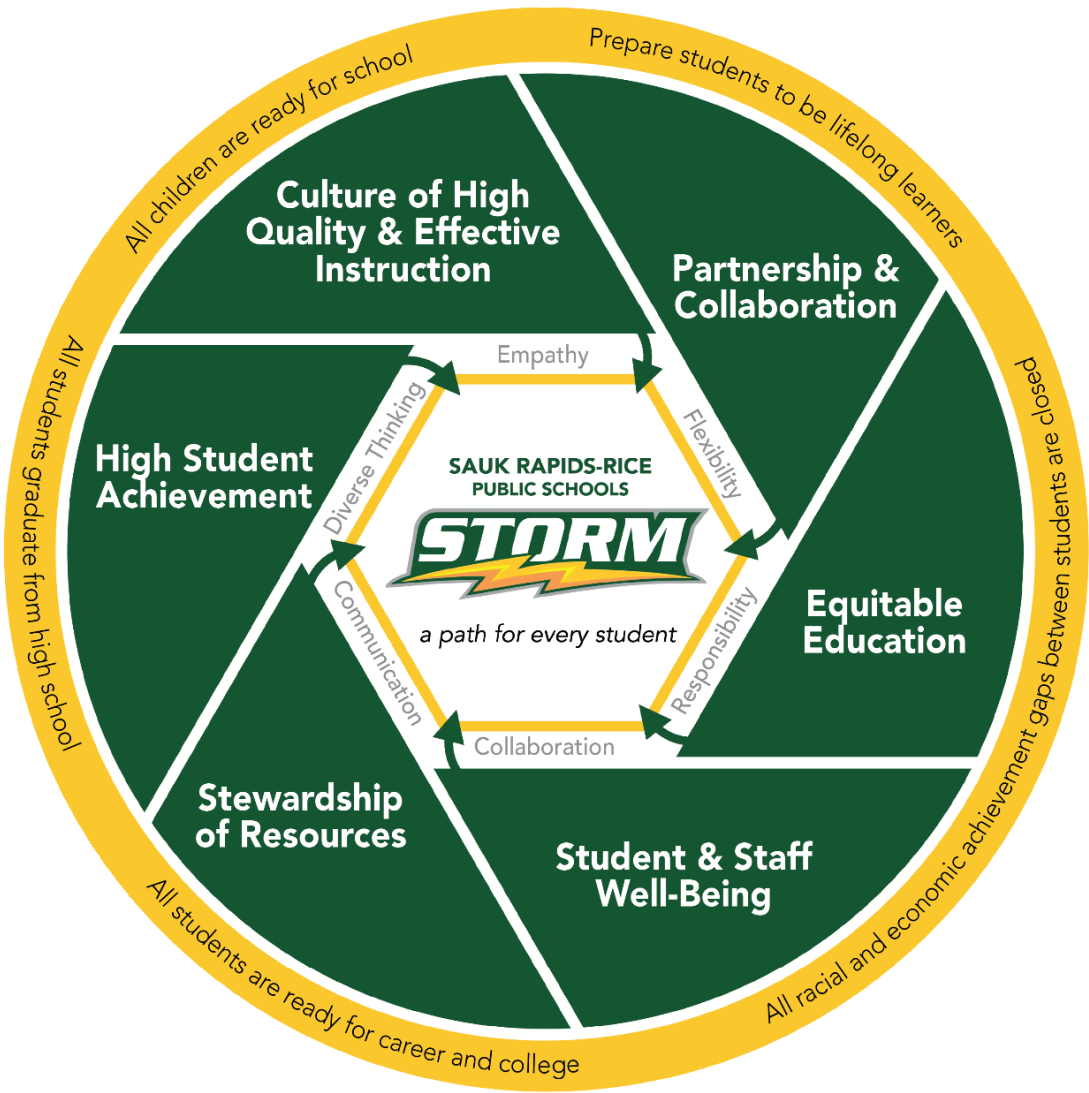 All children are ready for school
Prepare students to be lifelong learners
All racial and economic achievement gaps between students are closed
All students are ready for career and college
All students graduate from high school
Culture of High
Quality & Effective
Instruction
Partnership &
Collaboration
Equitable
Education
Student & Staff
Well-Being
Stewardship
of Resources
High Student
Achievement
Empathy
Flexibility
Responsibility
Collaboration
Communication
Diverse Thinking
SAUK RAPIDS-RICE
PUBLIC SCHOOLS
STORM
a path for every student